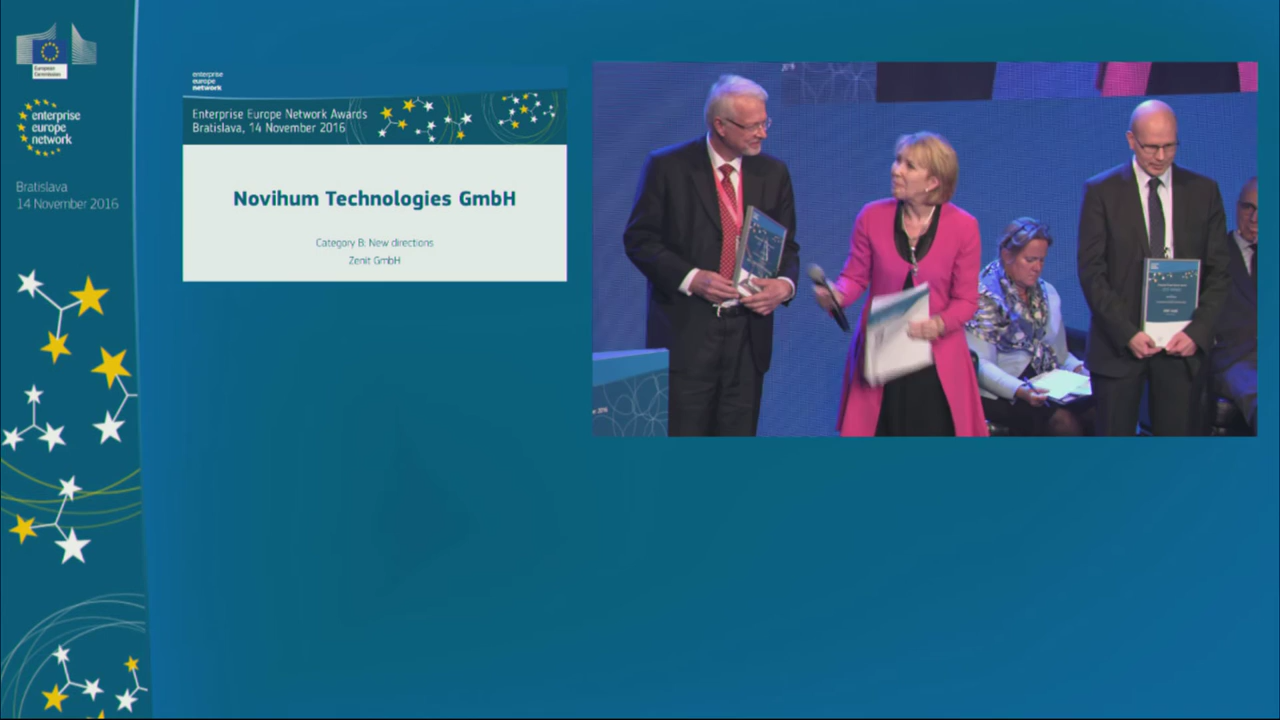 European
Commission
enterprise
europe
network
Bratislava
14 November 2016
enterprise
europe
network
Enterprise Europe Network Awards
Bratislava, 14 November 2016
Novihum Technologies GmbH
Category B: New directions
Zenit GmbH